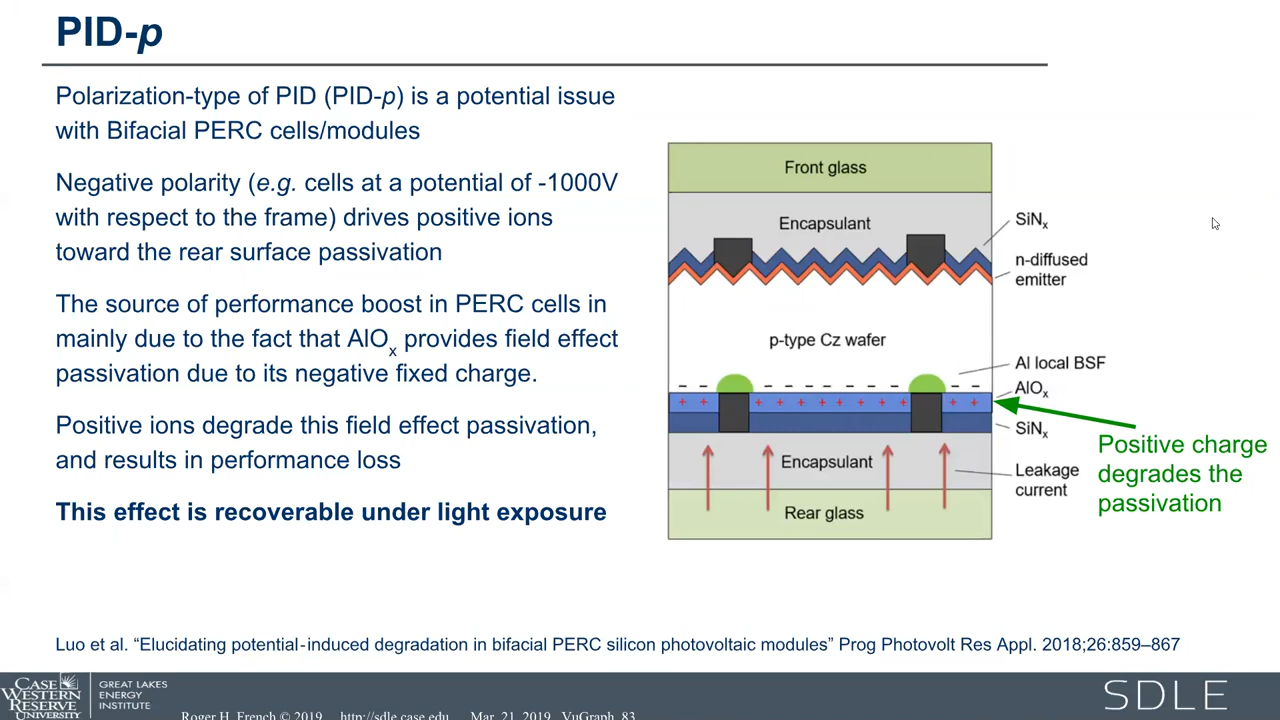 PID-p
Polarization-type of PID (PID-p) is a potential issue
with Bifacial PERC cells/modules
Negative polarity (e.g. cells at a potential of -1000V
with respect to the frame) drives positive ions
toward the rear surface passivation
The source of performance boost in PERC cells in
mainly due to the fact that AlOx provides field effect
passivation due to its negative fixed charge.
Positive ions degrade this field effect passivation,
and results in performance loss
This effect is recoverable under light exposure
Front glass
Encapsulant
SiNx
n-diffused
emitter
p-type Cz wafer
Al local BSF
AlOx
SiNx
Encapsulant
Leakage
current
Rear glass
Positive charge
degrades the
passivation
Luo et al. “Elucidating potential-induced degradation in bifacial PERC silicon photovoltaic modules” Prog Photovolt Res Appl. 2018;26:859–867
CASE
WESTERN
RESERVE
UNIVERSITY
GREAT LAKES
ENERGY
INSTITUTE
Roger H. French © 2019 http://sdle.case.edu Mar. 21, 2019 VuGraph 83
SDLE